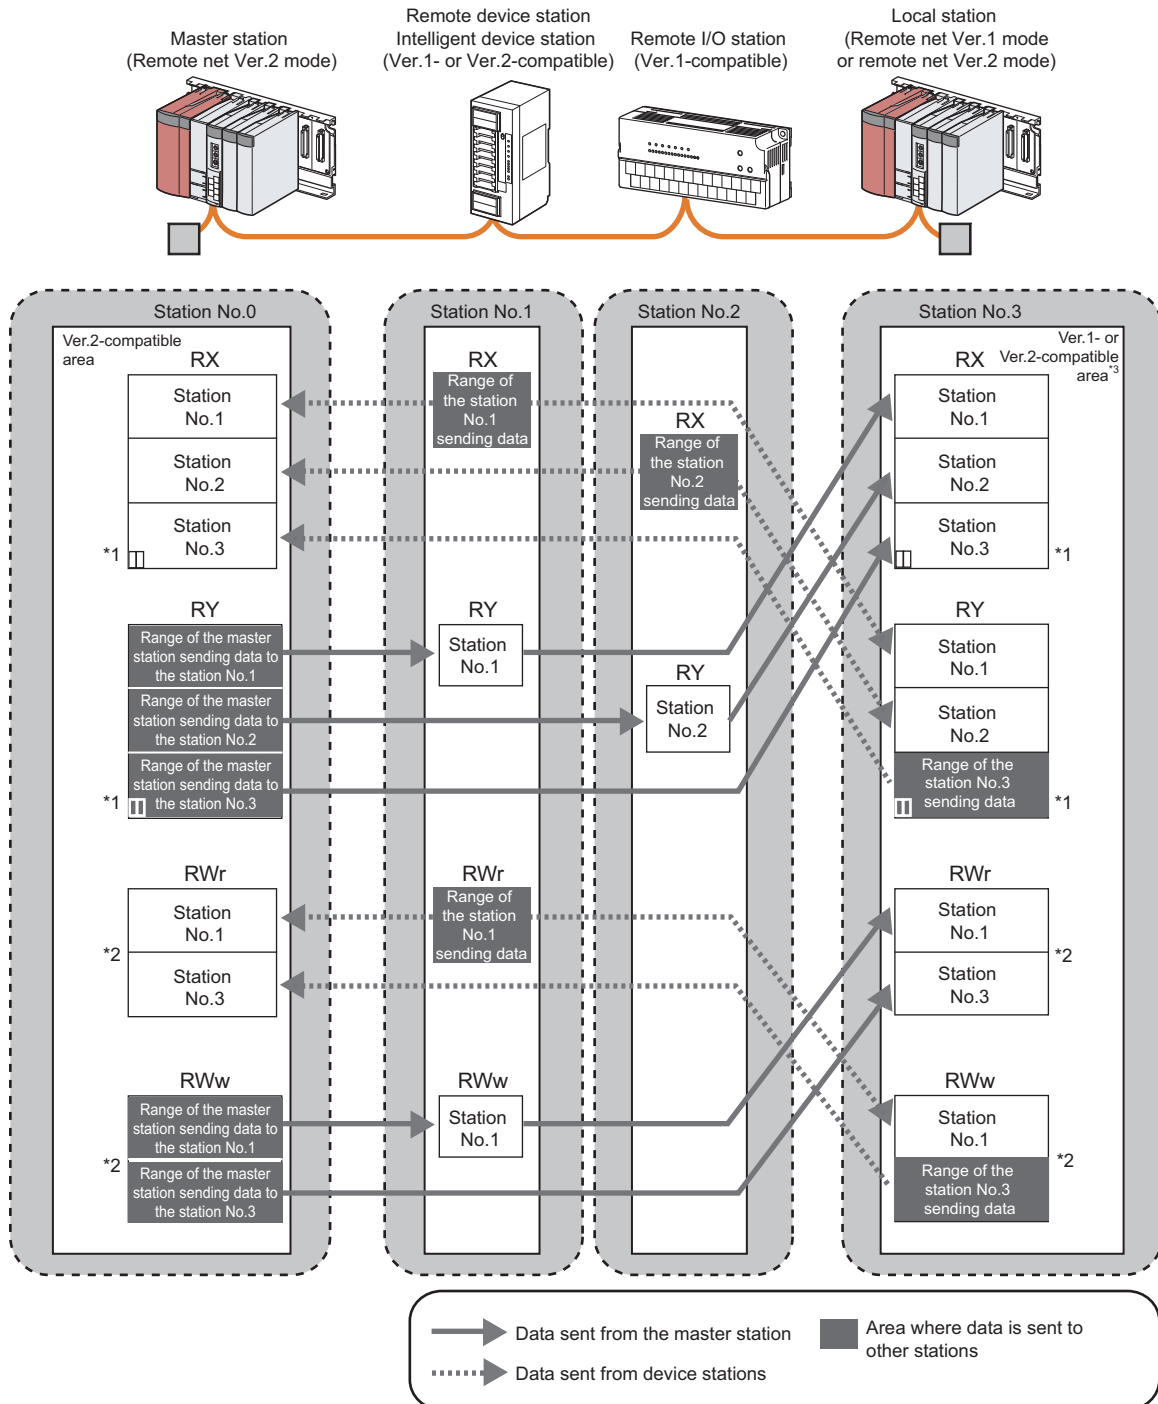 Master station
(Remote net Ver.2 mode)
Remote device station
Intelligent device station
(Ver.1- or Ver.2-compatible)
Remote I/O station
(Ver.1-compatible)
Local station
(Remote net Ver.1 mode
or remote net Ver.2 mode)
Station No.0
Ver.2-compatible
area
RX
Station
No.1
Station
No.2
Station
No.3
*1
RY
Range of the master
station sending data to
the station No.1
Range of the master
station sending data to
the station No.2
Range of the master
station sending data to
the station No.3
*1
RWr
Station
No.1
*2
Station
No.3
RWw
Range of the master
station sending data to
the station No.1
*2
Range of the master
station sending data to
the station No.3
Station No.1
RX
Range of
the station
No.1
sending data
RY
Station
No.1
RWr
Range of
the station
No.1
sending data
RWw
Station
No.1
Station No.2
RX
Range of
the station
No.2
sending data
RY
Station
No.2
Station No.3
Ver.1- or
Ver.2-compatible
area*3
RX
Station
No.1
Station
No.2
Station
No.3
*1
RY
Station
No.1
Station
No.2
Range of the
station No.3
sending data
*1
RWr
Station
No.1
*2
Station
No.3
RWw
Station
No.1
*2
Range of the
station No.3
sending data
Data sent from the master station
Data sent from device stations
Area where data is sent to
other stations